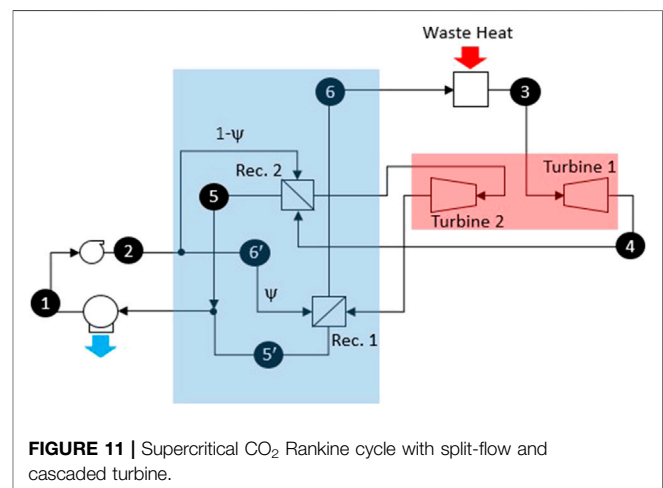 Waste Heat
6
3
1-Ψ
Rec. 2
Turbine 1
5
Turbine 2
2
6′
4
1
Ψ
Rec. 1
5′
FIGURE 11 | Supercritical CO₂ Rankine cycle with split-flow and
cascaded turbine.